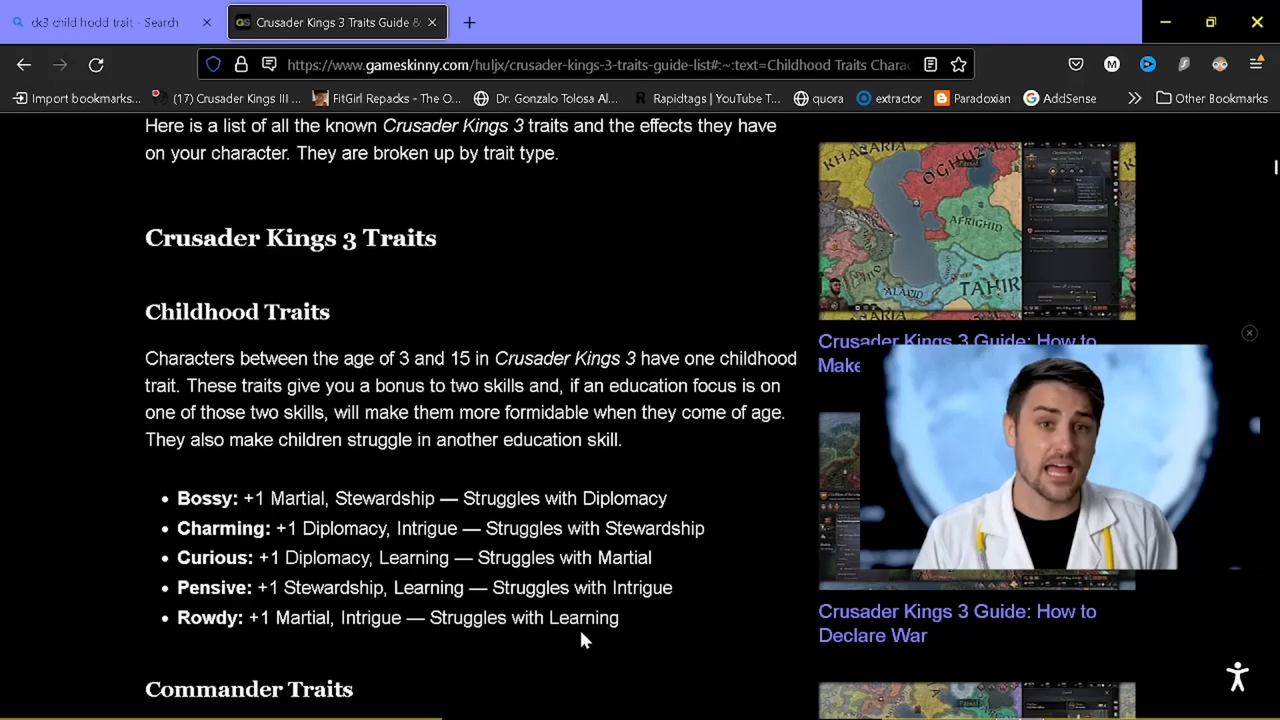 ck3 child hodd trait - Search
GS
Crusader Kings 3 Traits Guide &
https://www.gameskinny.com/huljx/crusader-kings-3-traits-guide-list#:~:text=Childhood Traits Charac
M
Import bookmarks...
(17) Crusader Kings III ...
FitGirl Repacks - The O...
Dr. Gonzalo Tolosa Al...
R Rapidtags | YouTube T...
quora
extractor
Paradoxian
AddSense
Other Bookmarks
Here is a list of all the known Crusader Kings 3 traits and the effects they have
on your character. They are broken up by trait type.
Crusader Kings 3 Traits
Childhood Traits
Characters between the age of 3 and 15 in Crusader Kings 3 have one childhood
trait. These traits give you a bonus to two skills and, if an education focus is on
one of those two skills, will make them more formidable when they come of age.
They also make children struggle in another education skill.
• Bossy: +1 Martial, Stewardship — Struggles with Diplomacy
• Charming: +1 Diplomacy, Intrigue — Struggles with Stewardship
• Curious: +1 Diplomacy, Learning — Struggles with Martial
• Pensive: +1 Stewardship, Learning — Struggles with Intrigue
• Rowdy: +1 Martial, Intrigue — Struggles with Learning
Commander Traits
KHAZARIA
OGHUZ
Paused
AFRIGHID
ALAVID
TAHIR
Crusader Kings 3 Guide: How to
Make
Crusader Kings 3 Guide: How to
Declare War